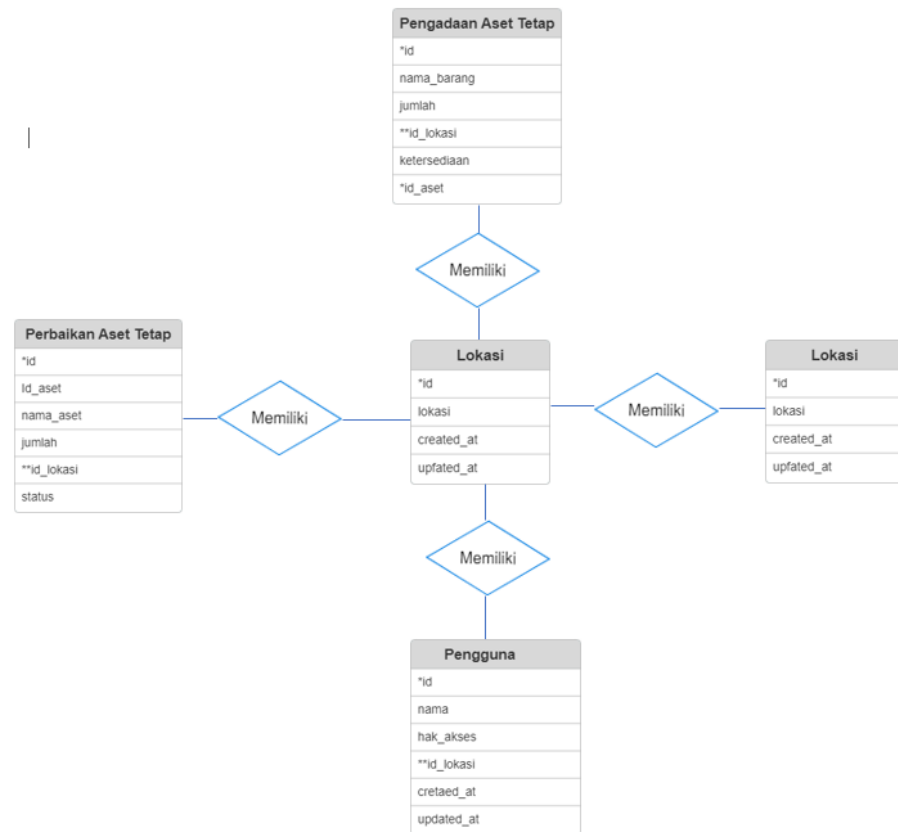 Pengadaan Aset Tetap
*id
nama_barang
jumlah
**id_lokasi
ketersediaan
*id_aset
Memiliki
Perbaikan Aset Tetap
*id
Id_aset
nama_aset
jumlah
**id_lokasi
status
Memiliki
Lokasi
*id
lokasi
created_at
upfated_at
Memiliki
Lokasi
*id
lokasi
created_at
upfated_at
Memiliki
Pengguna
*id
nama
hak_akses
**id_lokasi
cretaed_at
updated_at